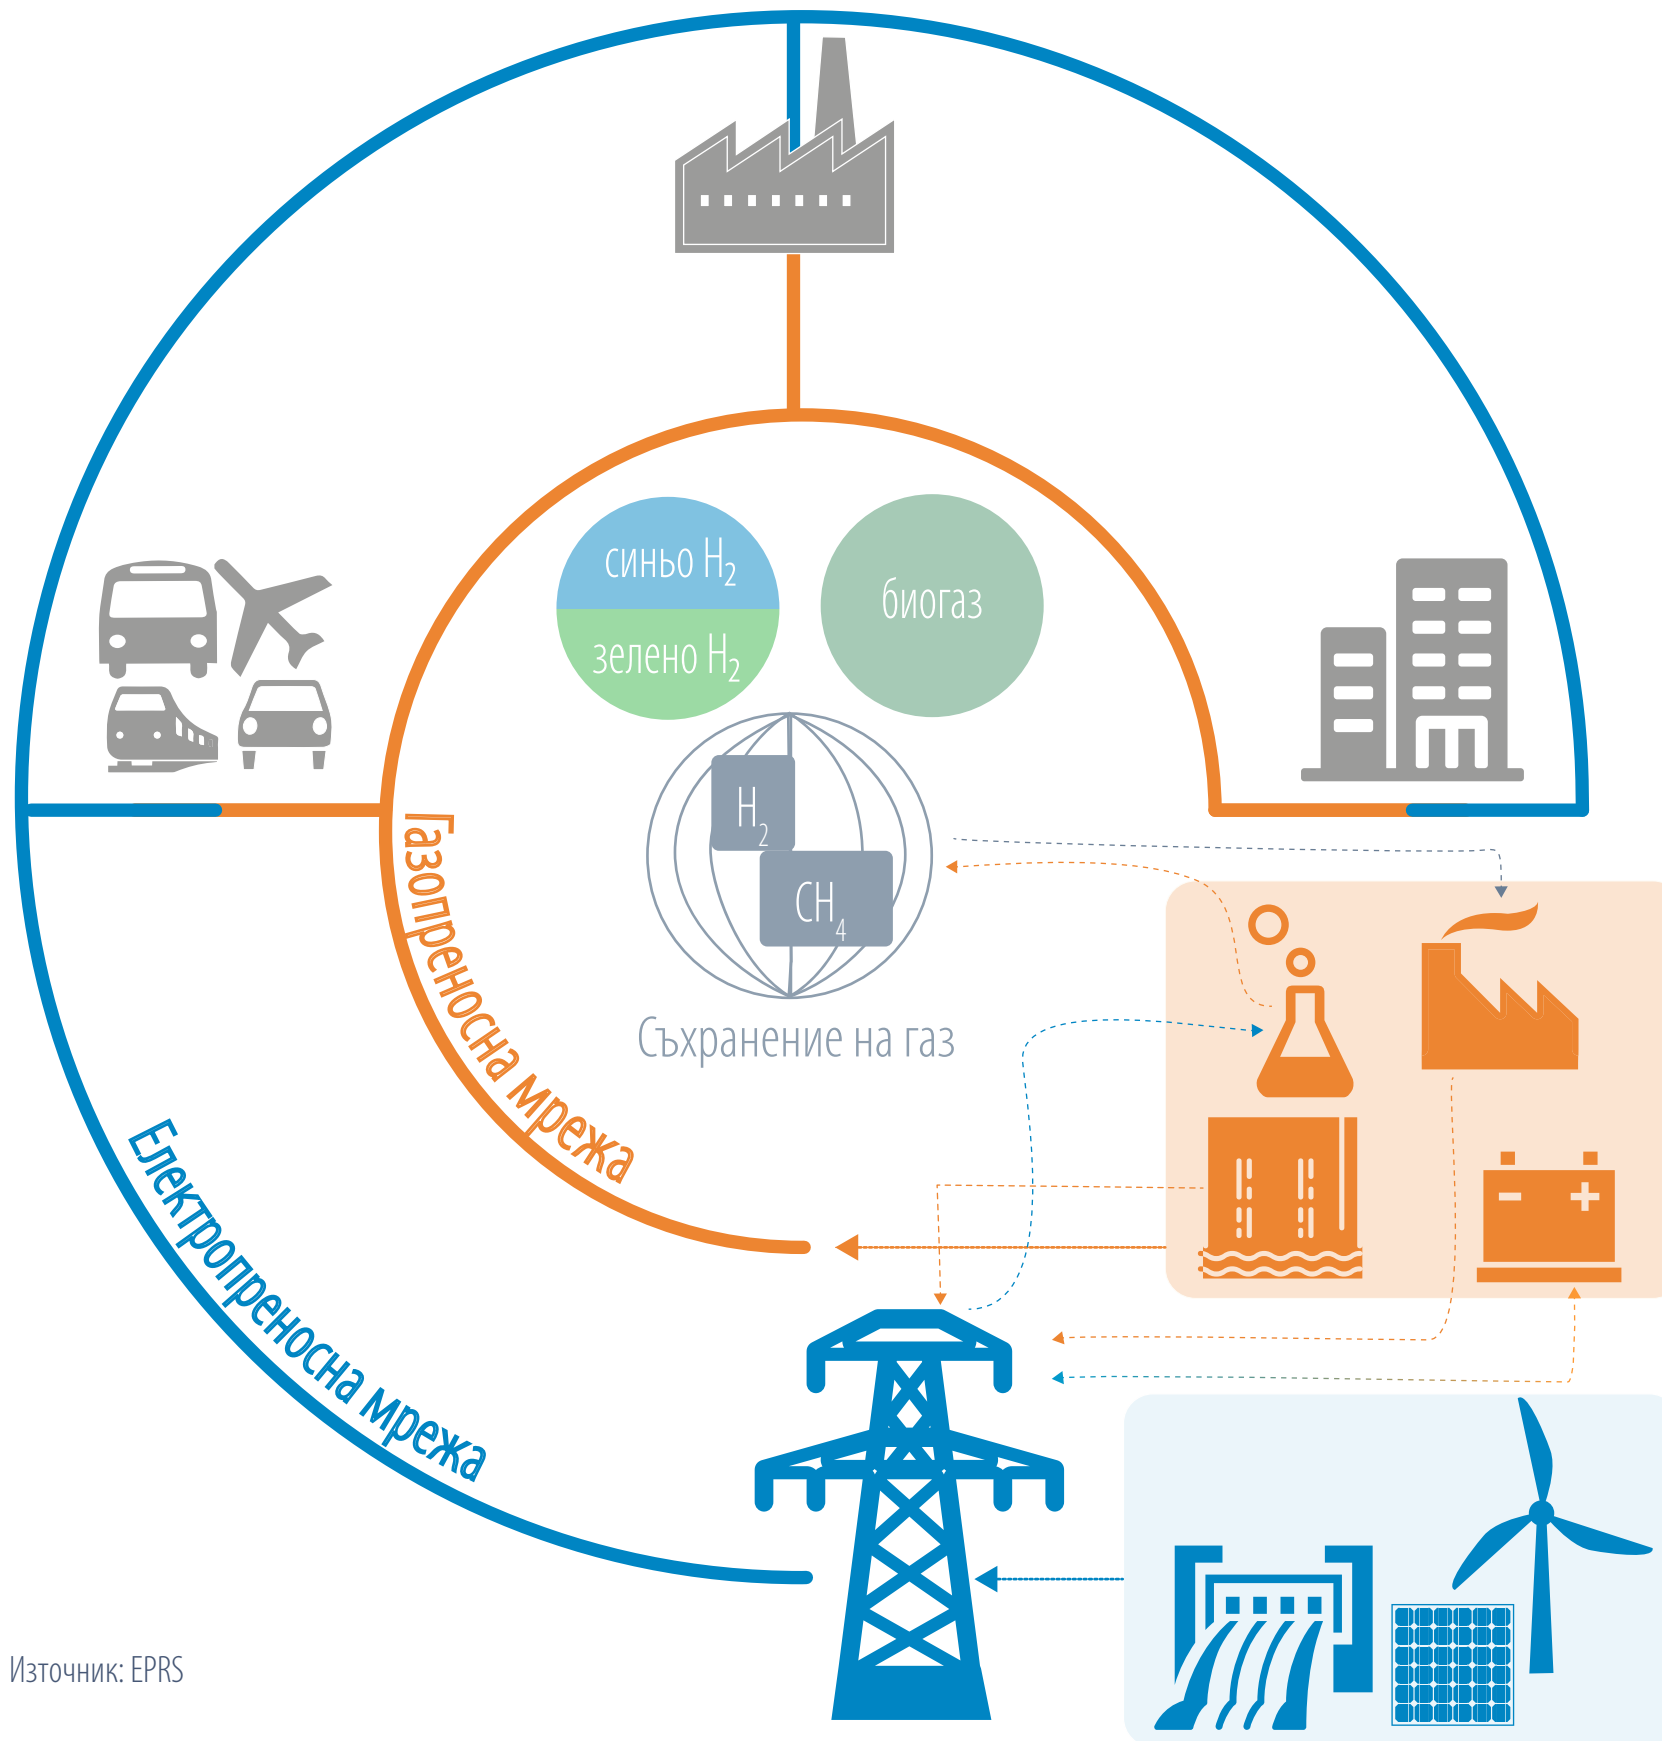 синьо H₂
зелено H₂
биогаз
H₂
CH₄
Съхранение на газ
Газопреносна мрежа
Електропреносна мрежа
Източник: EPRS